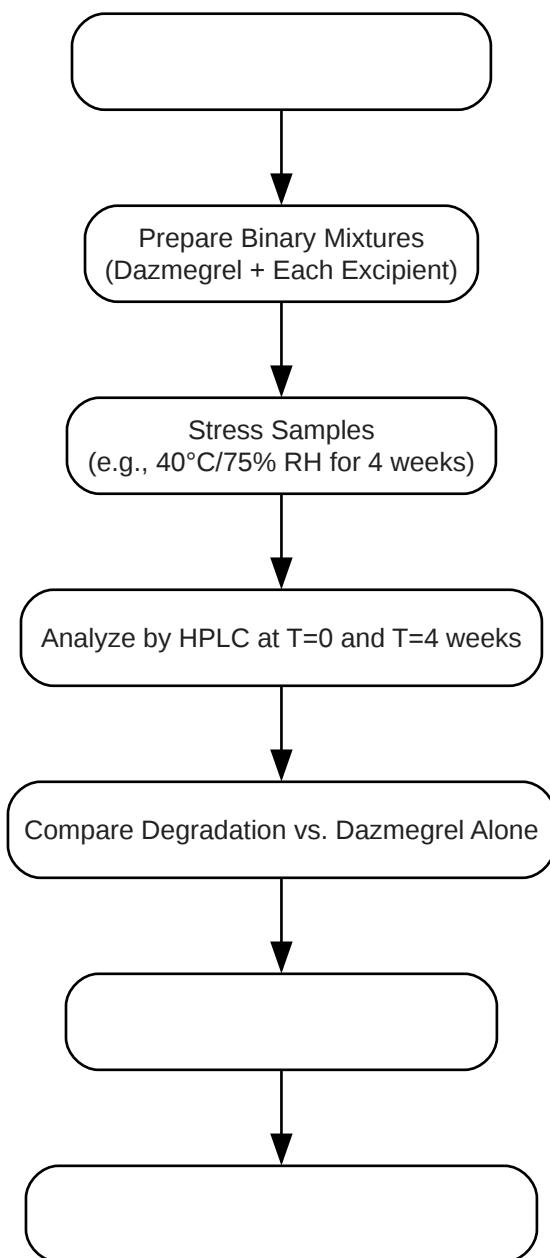 Prepare Binary Mixtures
(Dazmegrel + Each Excipient)
Stress Samples
(e.g., 40°C/75% RH for 4 weeks)
Analyze by HPLC at T=0 and T=4 weeks
Compare Degradation vs. Dazmegrel Alone